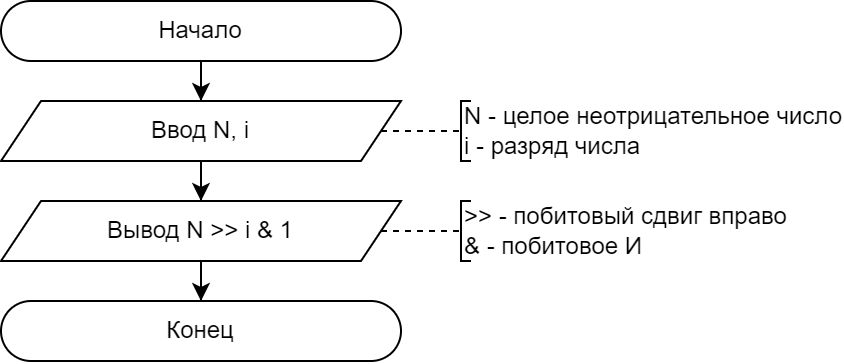 Начало
Ввод N, i
N - целое неотрицательное число
i - разряд числа
Вывод N >> i & 1
>> - побитовый сдвиг вправо
& - побитовое И
Конец